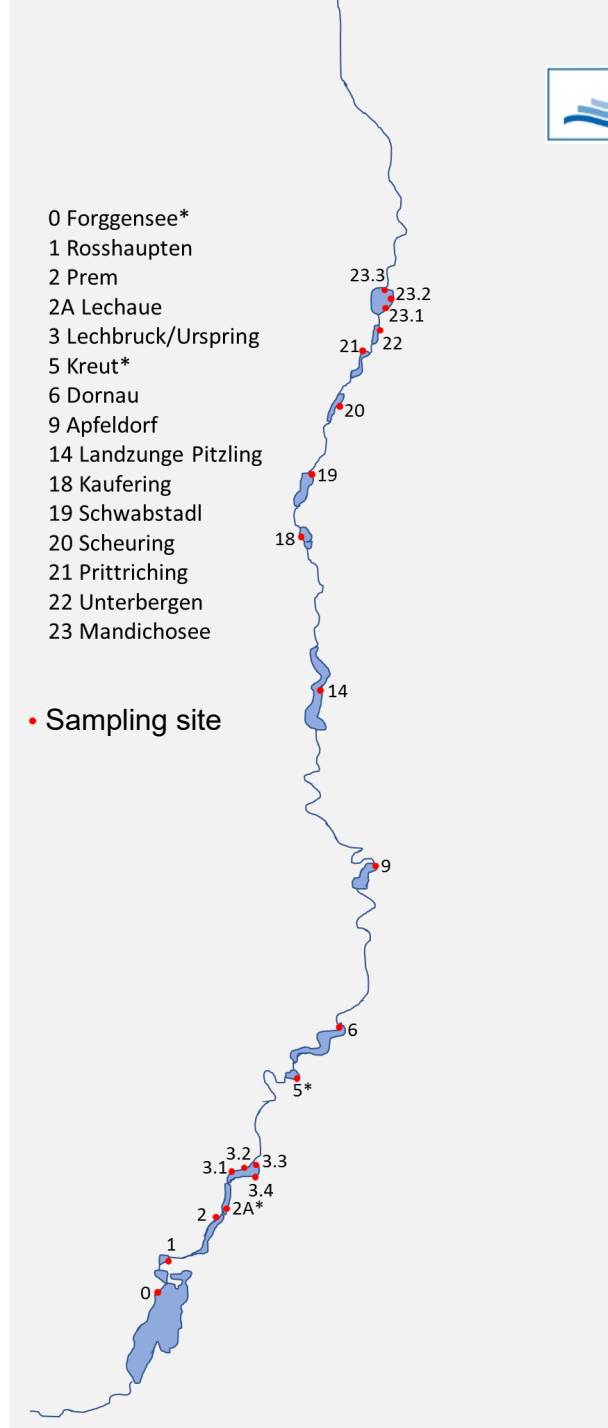 0 Forggensee*
1 Rosshaupten
2 Prem
2A Lechaue
3 Lechbruck/Urspring
5 Kreut*
6 Dornau
9 Apfeldorf
14 Landzunge Pitzling
18 Kaufering
19 Schwabstadl
20 Scheuring
21 Prittriching
22 Unterbergen
23 Mandichosee
Sampling site
23.3
23.2
23.1
22
21
20
19
18
14
9
6
5*
3.2
3.3
3.1
3.4
2A*
2
1
0